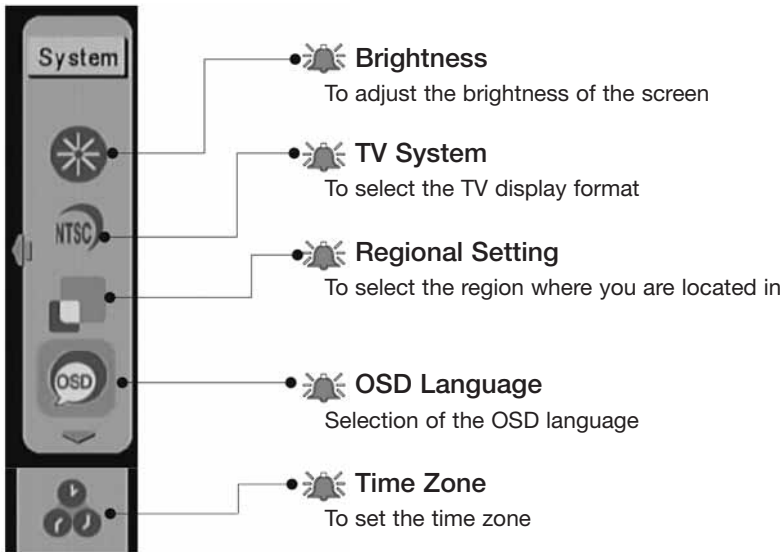 System
Brightness
To adjust the brightness of the screen
NTSC
TV System
To select the TV display format
Regional Setting
To select the region where you are located in
OSD
OSD Language
Selection of the OSD language
Time Zone
To set the time zone